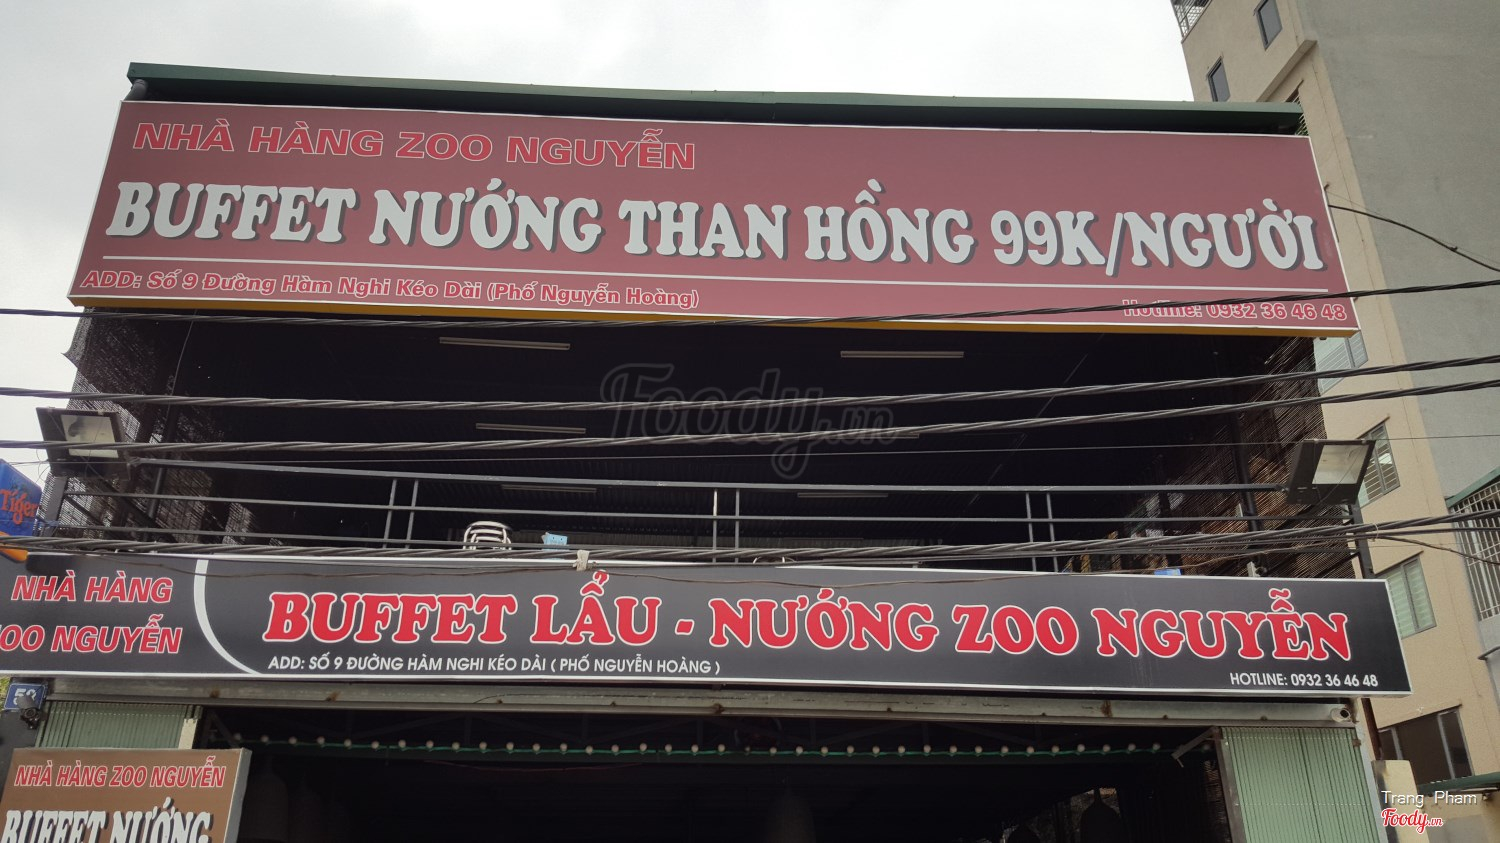 NHÀ HÀNG ZOO NGUYỄN
BUFFET NƯỚNG THAN HỒNG 99K/NGƯỜI
ADD: Số 9 Đường Hàm Nghi Kéo Dài (Phố Nguyễn Hoàng)
Hotline: 0932 36 46 48
Foody.vn
Tiger
NHÀ HÀNG
ZOO NGUYỄN
BUFFET LẨU - NƯỚNG ZOO NGUYỄN
ADD: SỐ 9 ĐƯỜNG HÀM NGHI KÉO DÀI ( PHỐ NGUYỄN HOÀNG )
HOTLINE: 0932 36 46 48
NHÀ HÀNG ZOO NGUYỄN
BUFFET NƯỚNG
Trang Pham
Foody.vn